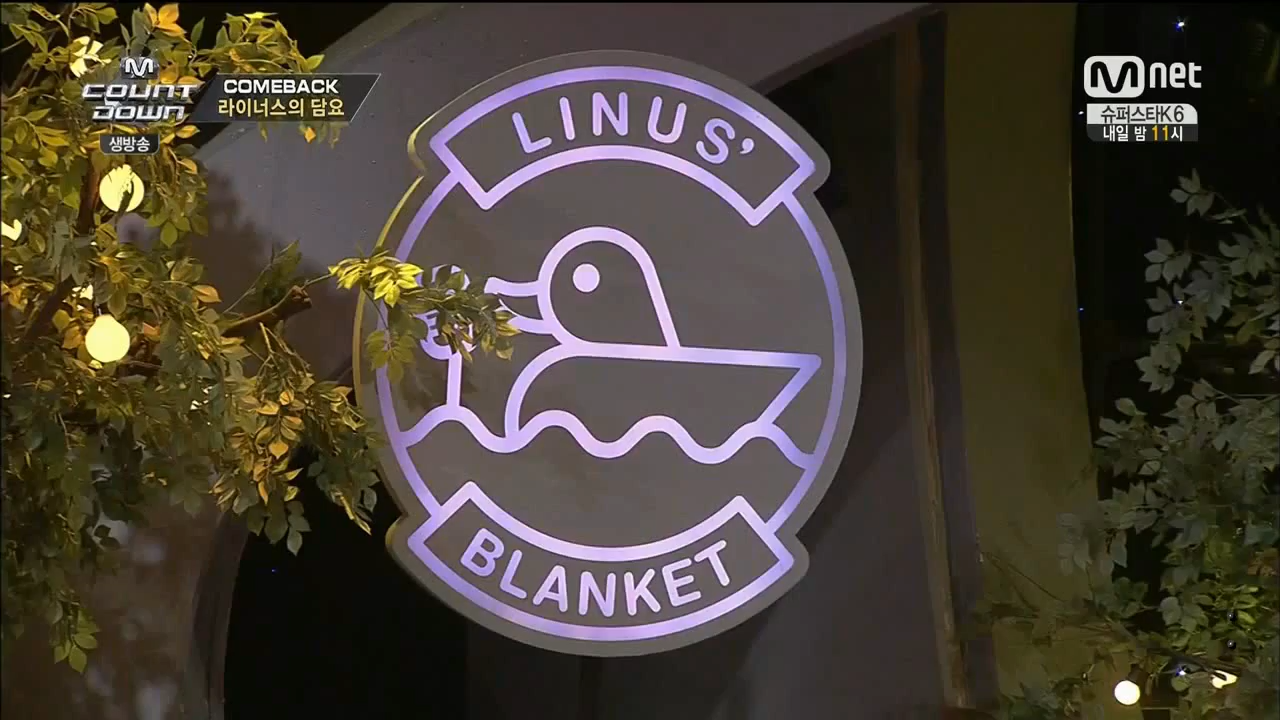 M
COUNT
DOWN
생방송
COMEBACK
라이너스의 담요
Mnet
슈퍼스타K6
내일 밤 11시
LINUS'
BLANKET